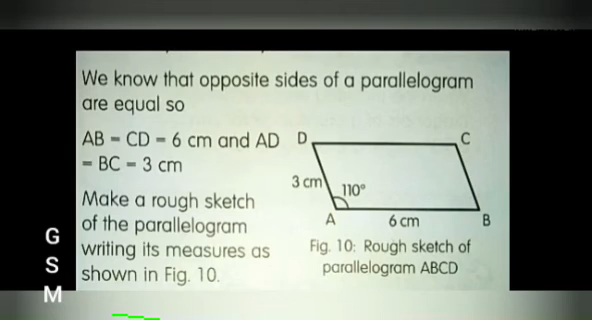 We know that opposite sides of a parallelogram
are equal so
AB = CD = 6 cm and AD
= BC = 3 cm
Make a rough sketch
of the parallelogram
writing its measures as
shown in Fig. 10.
D
C
3 cm
110°
A
6 cm
B
Fig. 10: Rough sketch of
parallelogram ABCD
G
S
M